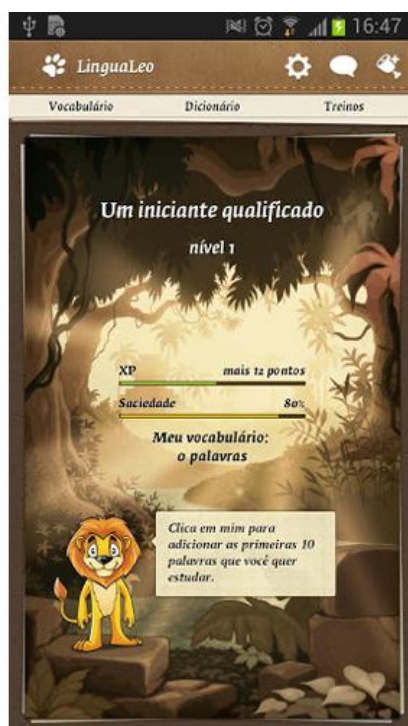 16:47
LinguaLeo
Vocabulário Dicionário Treinos
Um iniciante qualificado
nível 1
XP mais 12 pontos
Saciedade 80%
Meu vocabulário:
0 palavras
Clica em mim para
adicionar as primeiras 10
palavras que você quer
estudar.